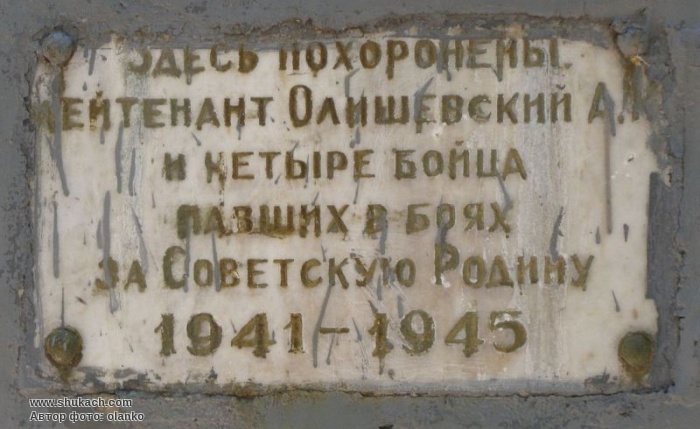 Здесь похоронены
лейтенант Олишевский А.
и четыре бойца
павших в боях
за Советскую Родину
1941–1945
www.shukach.com
Автор фото: olanko